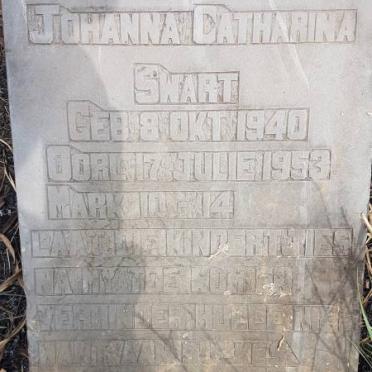 JOHANNA CATHARINA
SWART
GEB. 8 OKT. 1940
OORL. 17 JULIE 1953
MARK. 10 EN 14
LAAT DIE KINDERTJIES
NA MY TOE KOM EN
VERHINDER HULLE NIE